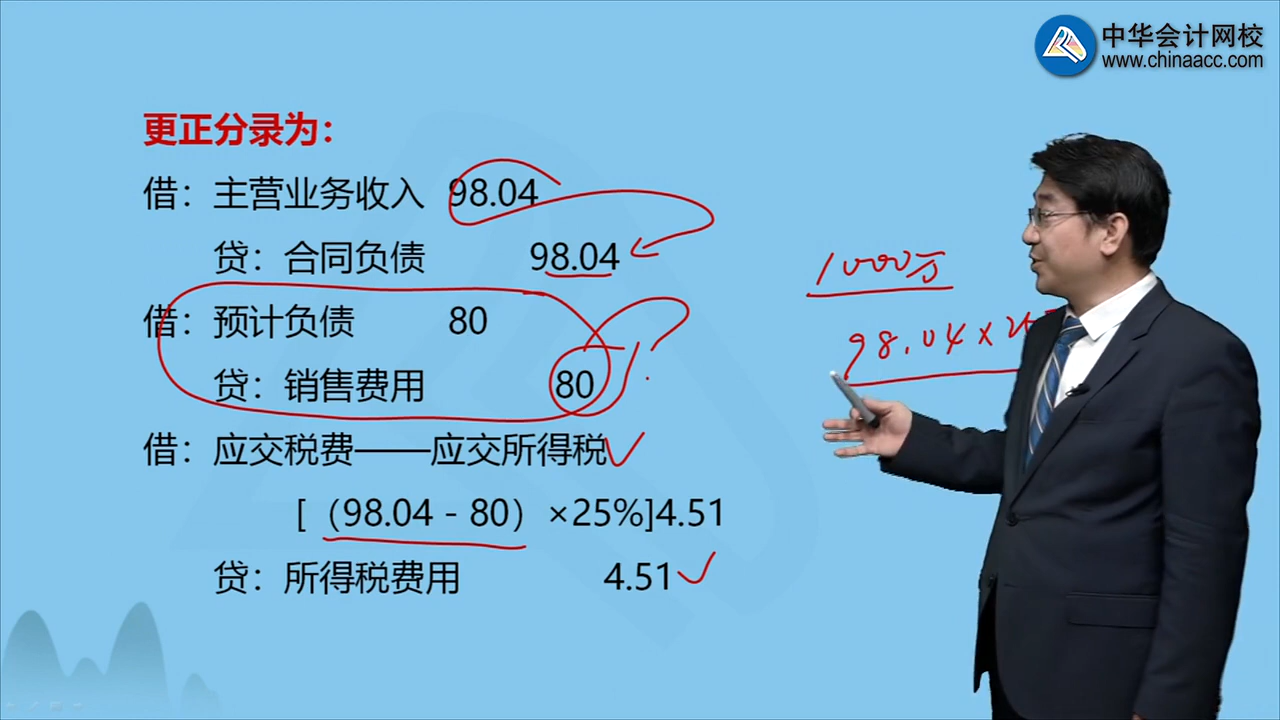 中华会计网校
www.chinaacc.com
更正分录为：
借：主营业务收入 98.04
贷：合同负债 98.04
借：预计负债 80
贷：销售费用 80
借：应交税费——应交所得税
[（98.04 - 80）×25%]4.51
贷：所得税费用 4.51
1000万
98.04×25